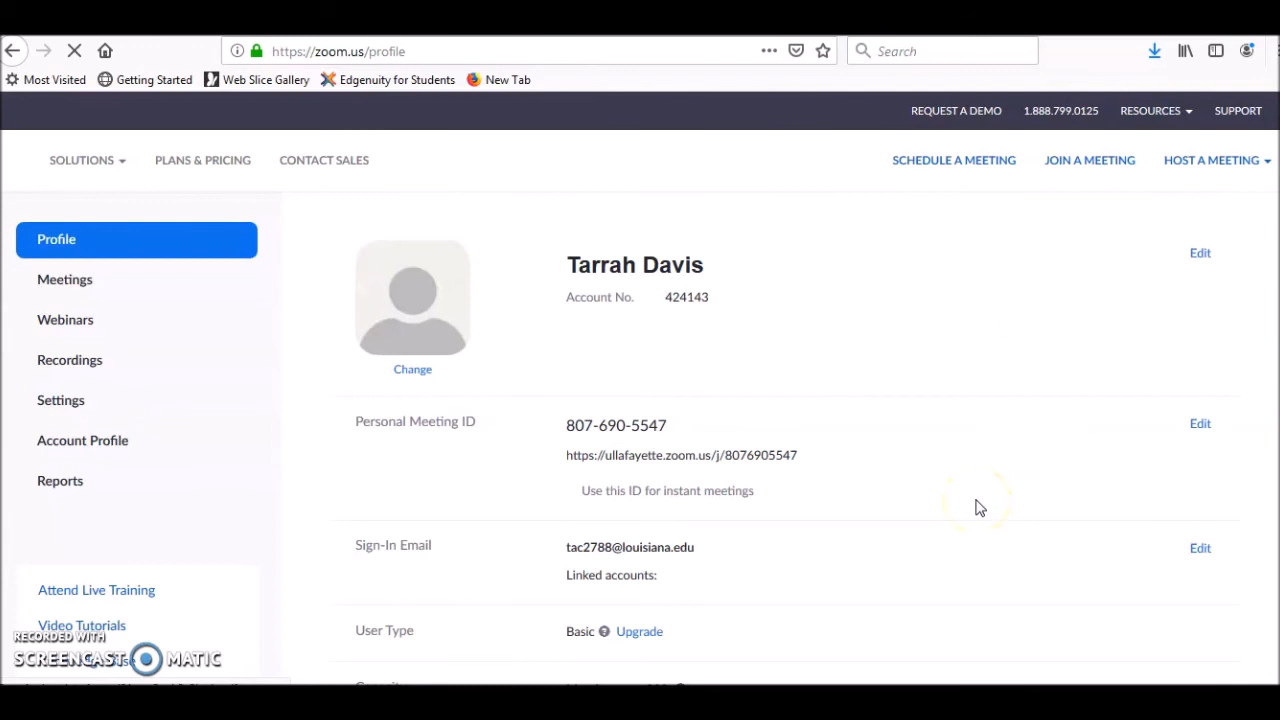 https://zoom.us/profile
Search
Most Visited Getting Started Web Slice Gallery Edgenuity for Students New Tab
REQUEST A DEMO 1.888.799.0125 RESOURCES SUPPORT
SOLUTIONS PLANS & PRICING CONTACT SALES SCHEDULE A MEETING JOIN A MEETING HOST A MEETING
Profile
Meetings
Webinars
Recordings
Settings
Account Profile
Reports
Attend Live Training
Video Tutorials
Tarrah Davis
Edit
Account No. 424143
Change
Personal Meeting ID 807-690-5547 Edit
https://ullafayette.zoom.us/j/8076905547
Use this ID for instant meetings
Sign-In Email tac2788@louisiana.edu Edit
Linked accounts:
User Type Basic Upgrade
RECORDED WITH
SCREENCAST MATIC